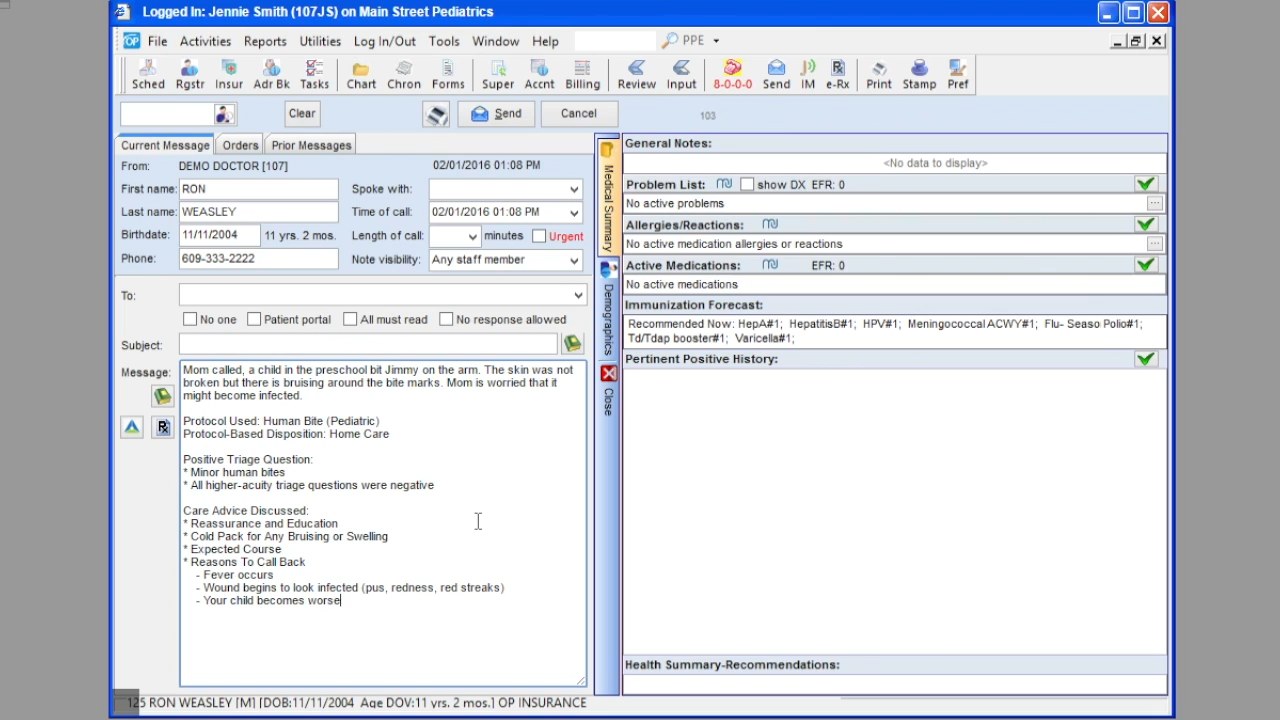 Logged In: Jennie Smith (107JS) on Main Street Pediatrics
OP File Activities Reports Utilities Log In/Out Tools Window Help PPE
Sched Rgstr Insur Adr Bk Tasks Chart Chron Forms Super Accnt Billing Review Input 8-0-0-0 Send IM e-Rx Print Stamp Pref
Clear Send Cancel 103
Current Message Orders Prior Messages
From: DEMO DOCTOR [107] 02/01/2016 01:08 PM
First name: RON Spoke with:
Last name: WEASLEY Time of call: 02/01/2016 01:08 PM
Birthdate: 11/11/2004 11 yrs. 2 mos. Length of call: minutes Urgent
Phone: 609-333-2222 Note visibility: Any staff member
To:
No one Patient portal All must read No response allowed
Subject:
Message: Mom called, a child in the preschool bit Jimmy on the arm. The skin was not
broken but there is bruising around the bite marks. Mom is worried that it
might become infected.
Protocol Used: Human Bite (Pediatric)
Protocol-Based Disposition: Home Care
Positive Triage Question:
* Minor human bites
* All higher-acuity triage questions were negative
Care Advice Discussed:
* Reassurance and Education
* Cold Pack for Any Bruising or Swelling
* Expected Course
* Reasons To Call Back
- Fever occurs
- Wound begins to look infected (pus, redness, red streaks)
- Your child becomes worse
Medical Summary
Demographics
Close
General Notes:
<No data to display>
Problem List: show DX EFR: 0
No active problems
Allergies/Reactions:
No active medication allergies or reactions
Active Medications: EFR: 0
No active medications
Immunization Forecast:
Recommended Now: HepA#1; HepatitisB#1; HPV#1; Meningococcal ACWY#1; Flu- Seaso Polio#1;
Td/Tdap booster#1; Varicella#1;
Pertinent Positive History:
Health Summary-Recommendations:
125 RON WEASLEY [M] [DOB:11/11/2004 Age DOV:11 yrs. 2 mos.] OP INSURANCE